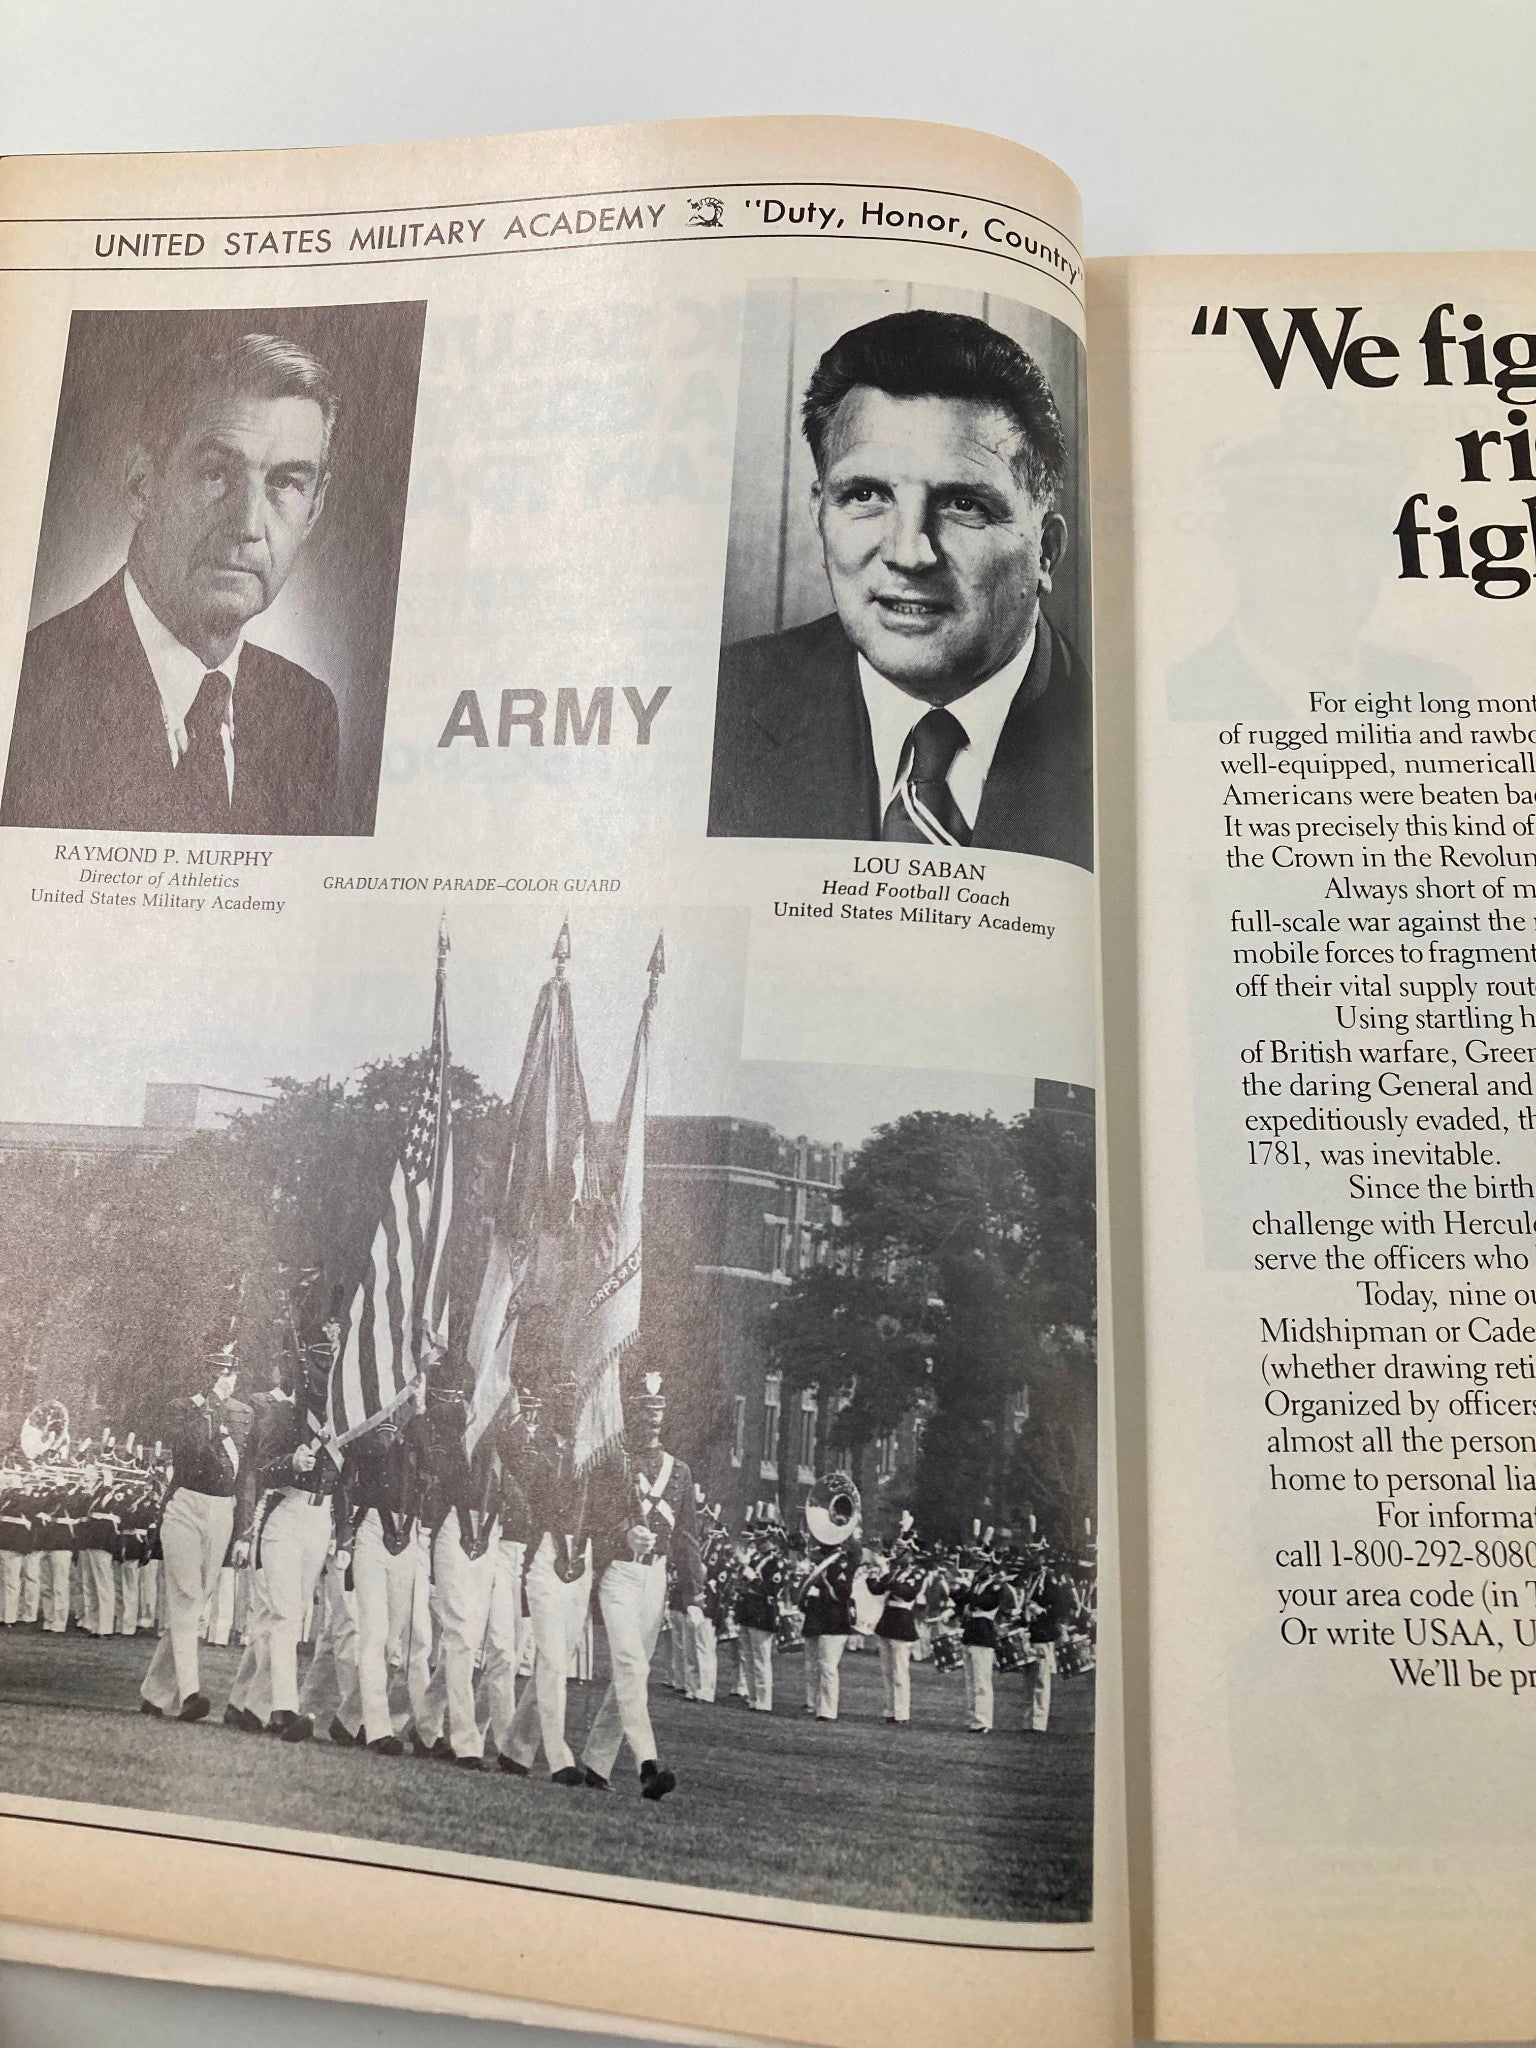 UNITED STATES MILITARY ACADEMY "Duty, Honor, Country"
ARMY
RAYMOND P. MURPHY
Director of Athletics
United States Military Academy
GRADUATION PARADE–COLOR GUARD
LOU SABAN
Head Football Coach
United States Military Academy
CORPS OF
"We fig
ri
fig
For eight long mont
of rugged militia and rawbo
well-equipped, numericall
Americans were beaten ba
It was precisely this kind of
the Crown in the Revolu
Always short of m
full-scale war against the
mobile forces to fragment
off their vital supply rout
Using startling h
of British warfare, Green
the daring General and
expeditiously evaded, th
1781, was inevitable.
Since the birth
challenge with Hercul
serve the officers who
Today, nine ou
Midshipman or Cade
(whether drawing reti
Organized by officers
almost all the person
home to personal lia
For informat
call 1-800-292-8080
your area code (in T
Or write USAA, U
We'll be pr